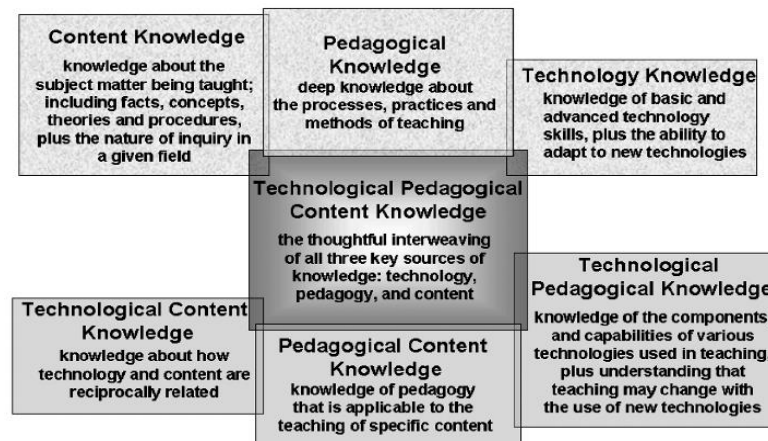 Content Knowledge
knowledge about the
subject matter being taught;
including facts, concepts,
theories and procedures,
plus the nature of inquiry in
a given field
Pedagogical
Knowledge
deep knowledge about
the processes, practices and
methods of teaching
Technology Knowledge
knowledge of basic and
advanced technology
skills, plus the ability to
adapt to new technologies
Technological Pedagogical
Content Knowledge
the thoughtful interweaving
of all three key sources of
knowledge: technology,
pedagogy, and content
Technological Content
Knowledge
knowledge about how
technology and content are
reciprocally related
Pedagogical Content
Knowledge
knowledge of pedagogy
that is applicable to the
teaching of specific content
Technological
Pedagogical Knowledge
knowledge of the components
and capabilities of various
technologies used in teaching,
plus understanding that
teaching may change with
the use of new technologies